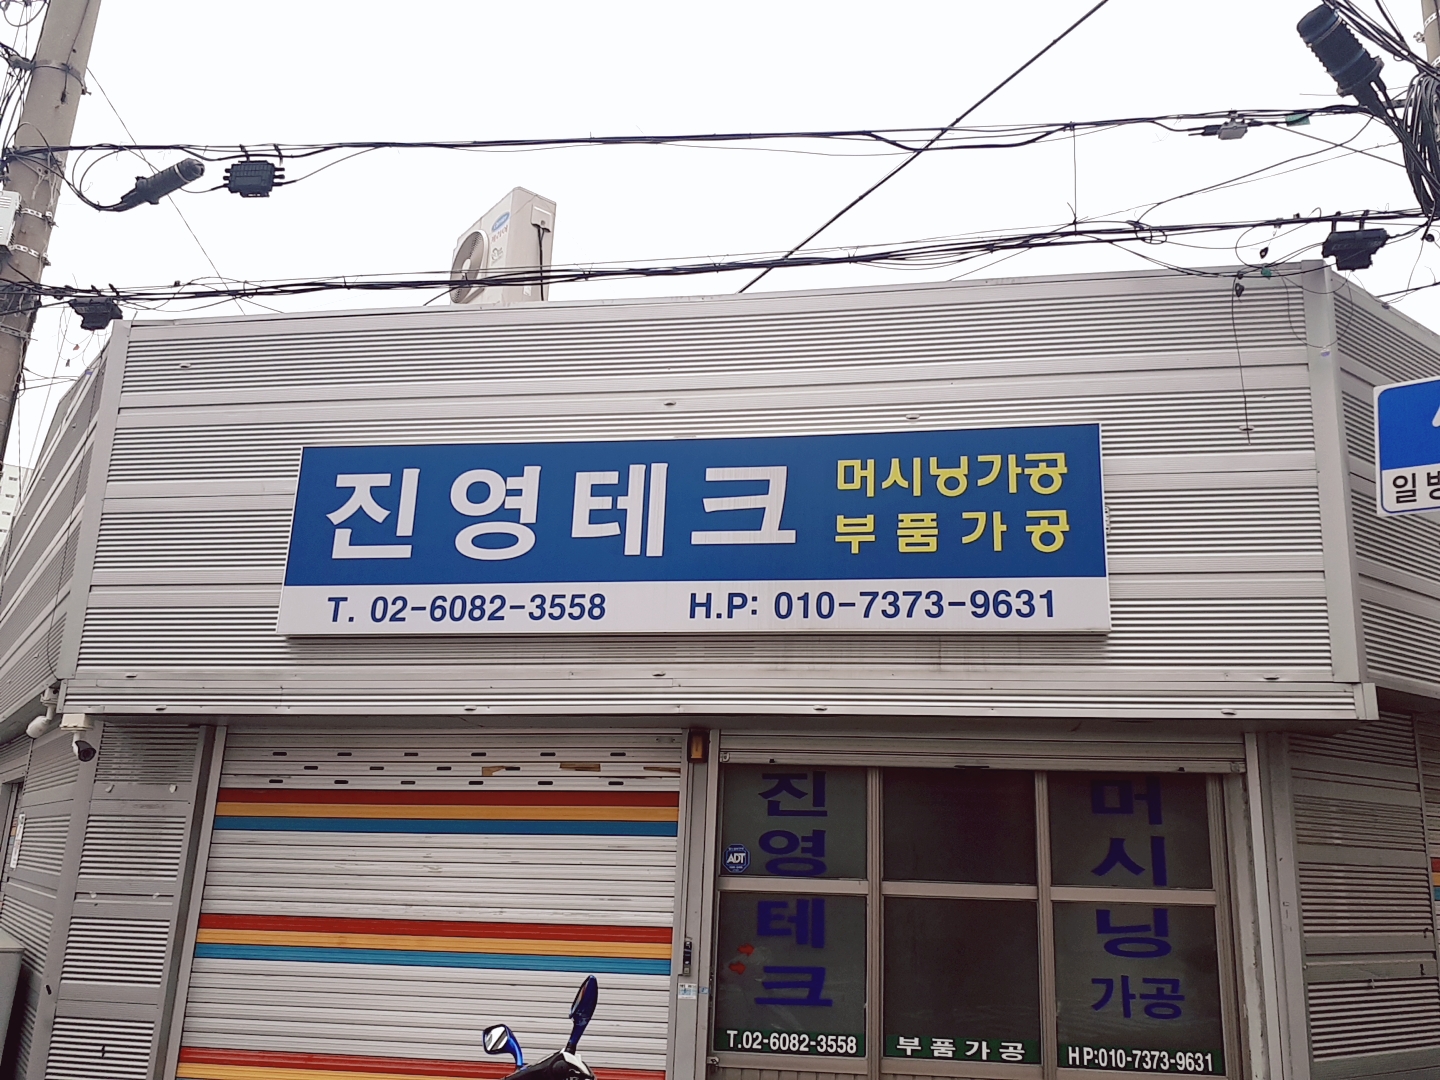 진영테크
머시닝가공
부품가공
T. 02-6082-3558
H.P: 010-7373-9631
일방
진영테크
ADT
머시닝가공
T.02-6082-3558
부품가공
HP:010-7373-9631